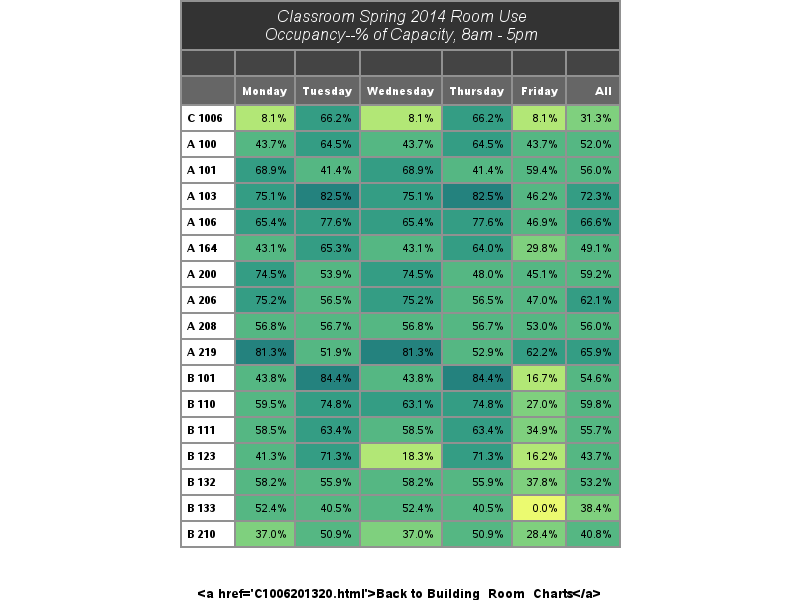 Classroom Spring 2014 Room Use
Occupancy--% of Capacity, 8am - 5pm
Monday Tuesday Wednesday Thursday Friday All
C 1006 8.1% 66.2% 8.1% 66.2% 8.1% 31.3%
A 100 43.7% 64.5% 43.7% 64.5% 43.7% 52.0%
A 101 68.9% 41.4% 68.9% 41.4% 59.4% 56.0%
A 103 75.1% 82.5% 75.1% 82.5% 46.2% 72.3%
A 106 65.4% 77.6% 65.4% 77.6% 46.9% 66.6%
A 164 43.1% 65.3% 43.1% 64.0% 29.8% 49.1%
A 200 74.5% 53.9% 74.5% 48.0% 45.1% 59.2%
A 206 75.2% 56.5% 75.2% 56.5% 47.0% 62.1%
A 208 56.8% 56.7% 56.8% 56.7% 53.0% 56.0%
A 219 81.3% 51.9% 81.3% 52.9% 62.2% 65.9%
B 101 43.8% 84.4% 43.8% 84.4% 16.7% 54.6%
B 110 59.5% 74.8% 63.1% 74.8% 27.0% 59.8%
B 111 58.5% 63.4% 58.5% 63.4% 34.9% 55.7%
B 123 41.3% 71.3% 18.3% 71.3% 16.2% 43.7%
B 132 58.2% 55.9% 58.2% 55.9% 37.8% 53.2%
B 133 52.4% 40.5% 52.4% 40.5% 0.0% 38.4%
B 210 37.0% 50.9% 37.0% 50.9% 28.4% 40.8%
<a href='C1006201320.html'>Back to Building_Room_Charts</a>